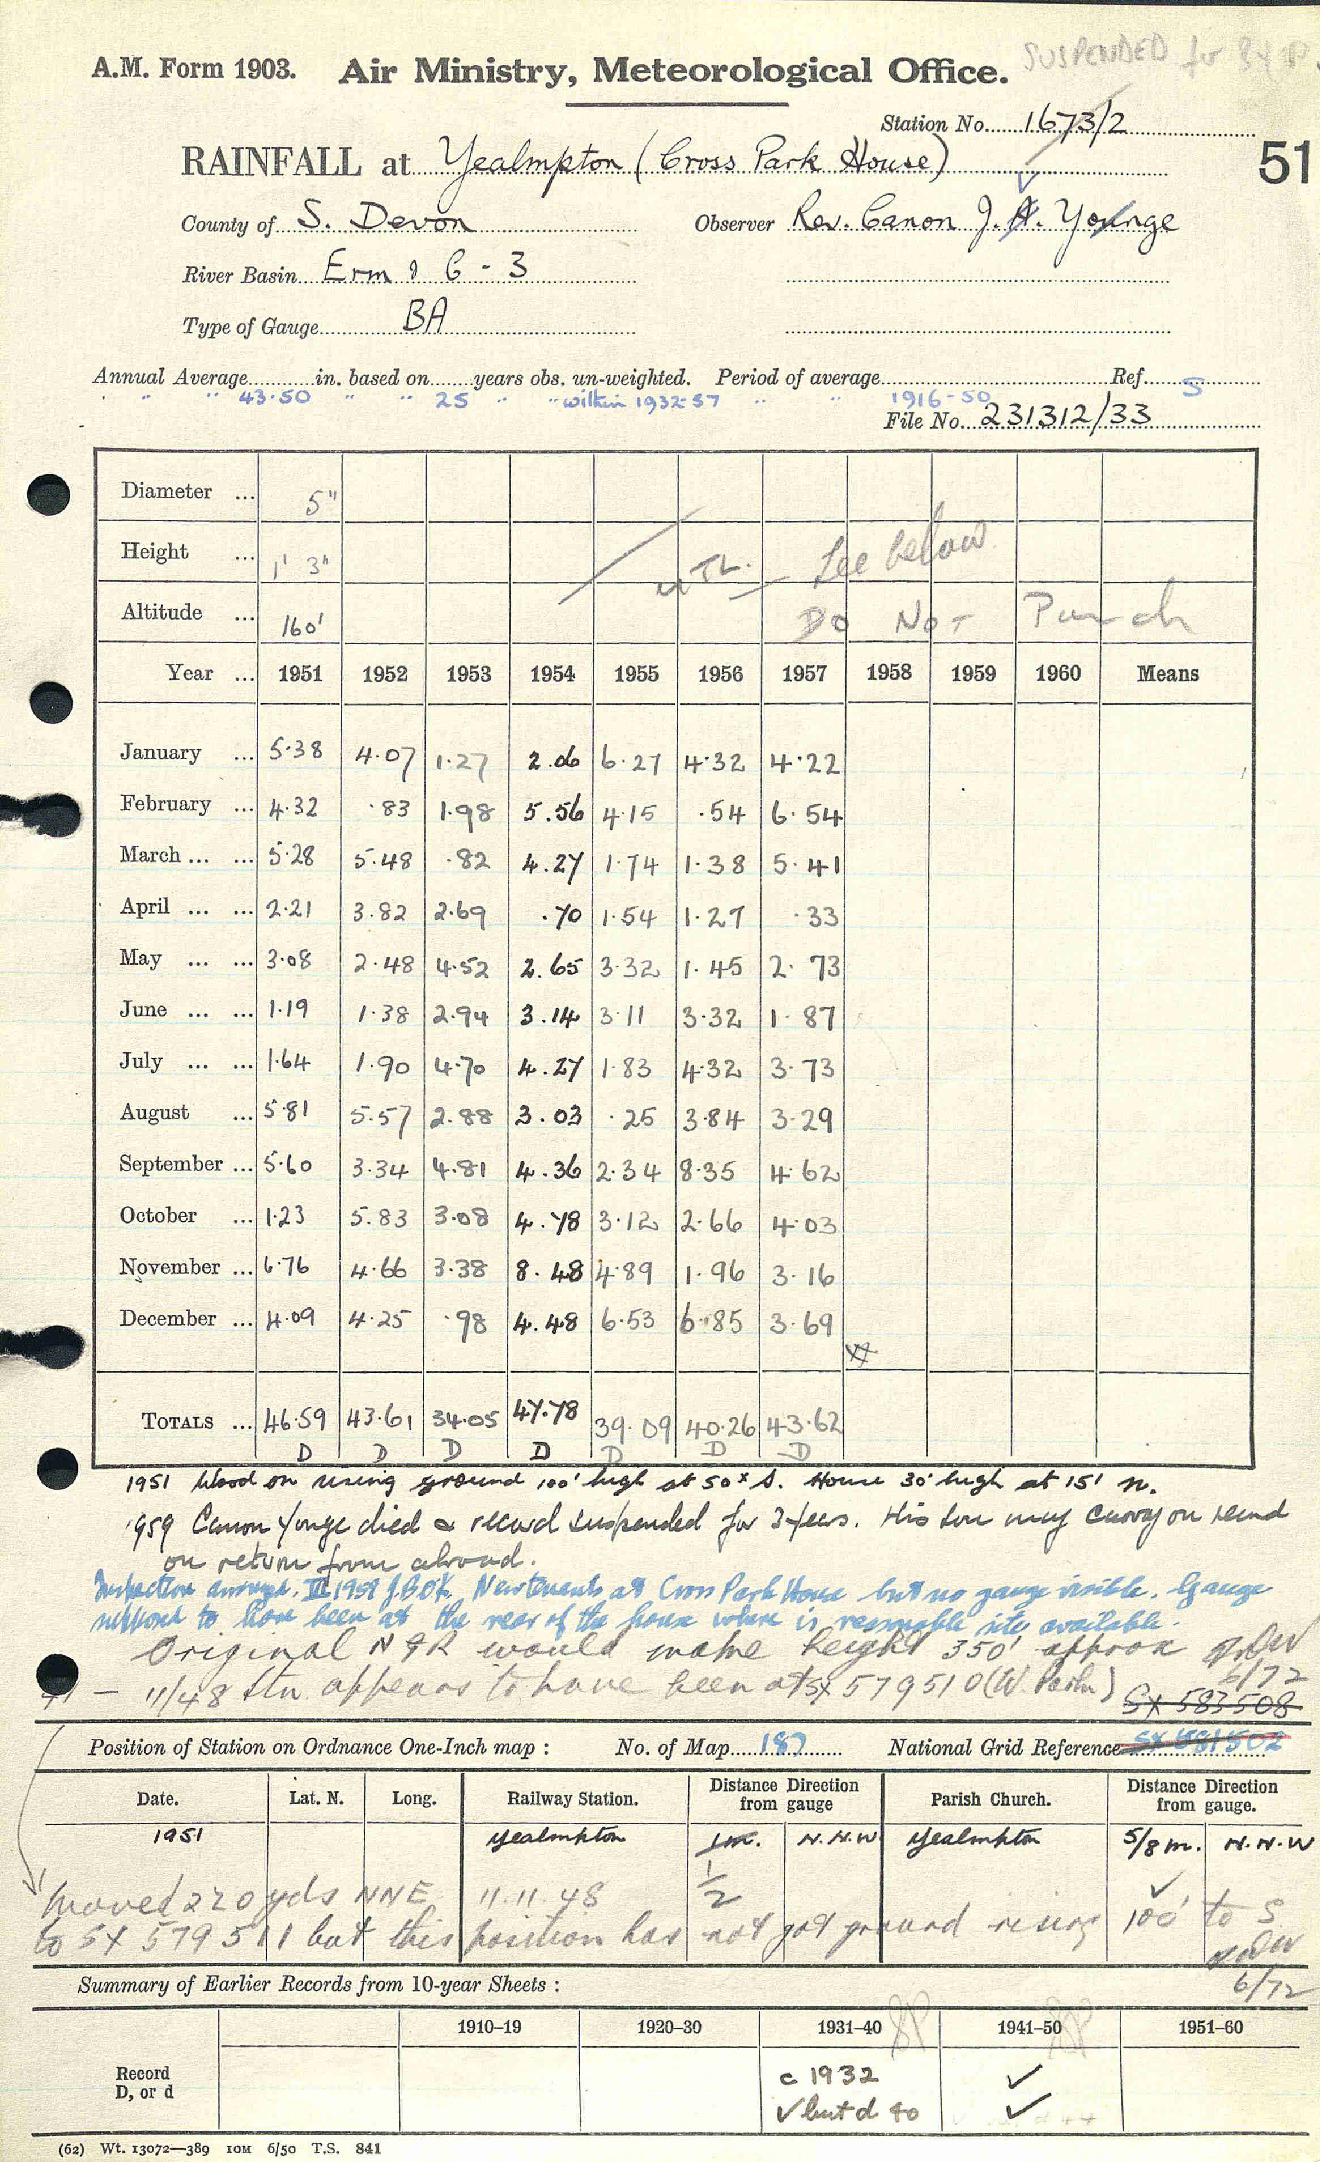 SUSPENDED for 3y
A.M. Form 1903. Air Ministry, Meteorological Office.
Station No. 1673/2
RAINFALL at Yealmpton (Cross Park House)
51
County of S. Devon Observer Rev. Canon J. A. Yonge
River Basin Erm & C - 3
Type of Gauge BA
Annual Average in. based on years obs. un-weighted. Period of average Ref. S
" " 43.50 " " 25 " " within 1932-57 " " 1916-50
File No. 231312/33
Diameter ... 5"
Height ... 1' 3" See below
Altitude ... 160' Do Not Punch
Year ... 1951 1952 1953 1954 1955 1956 1957 1958 1959 1960 Means
January ... 5.38 4.07 1.27 2.06 6.27 4.32 4.22
February ... 4.32 .83 1.98 5.56 4.15 .54 6.54
March ... ... 5.28 5.48 .82 4.27 1.74 1.38 5.41
April ... ... 2.21 3.82 2.69 .70 1.54 1.27 .33
May ... ... 3.08 2.48 4.52 2.65 3.32 1.45 2.73
June ... ... 1.19 1.38 2.94 3.14 3.11 3.32 1.87
July ... ... 1.64 1.90 4.70 4.27 1.83 4.32 3.73
August ... 5.81 5.57 2.88 3.03 .25 3.84 3.29
September ... 5.60 3.34 4.81 4.36 2.34 8.35 4.62
October ... 1.23 5.83 3.08 4.78 3.12 2.66 4.03
November ... 6.76 4.66 3.38 8.48 4.89 1.96 3.16
December ... 4.09 4.25 .98 4.48 6.53 6.85 3.69
TOTALS ... 46.59 43.61 34.05 47.78 39.09 40.26 43.62
D D D D D D D
1951 Wood on rising ground 100' high at 50x S. House 30' high at 15' N.
1959 Canon Yonge died & record suspended for 3 years. His son may carry on record
on return from abroad.
Inspection 1959 New tenants at Cross Park House but no gauge visible. Gauge
supposed to have been at the rear of the house where is reasonable site available.
Original NGR would make height 350' approx
6/72
11/48 Stn appears to have been at SX 579510 SX 583508
Position of Station on Ordnance One-Inch map : No. of Map 187 National Grid Reference SX 581502
Date. Lat. N. Long. Railway Station. Distance Direction from gauge Parish Church. Distance Direction from gauge.
1951 Yealmpton 1m. N.N.W Yealmpton 5/8 m. N.N.W
1/2
Moved 220 yds NNE 11.11.48
to SX 579511 but this position has not got ground rising 100' to S
6/72
Summary of Earlier Records from 10-year Sheets :
1910–19 1920–30 1931–40 1941–50 1951–60
Record D, or d
c 1932 ✓
✓ but d 40 ✓
(62) Wt. 13072—389 10M 6/50 T.S. 841